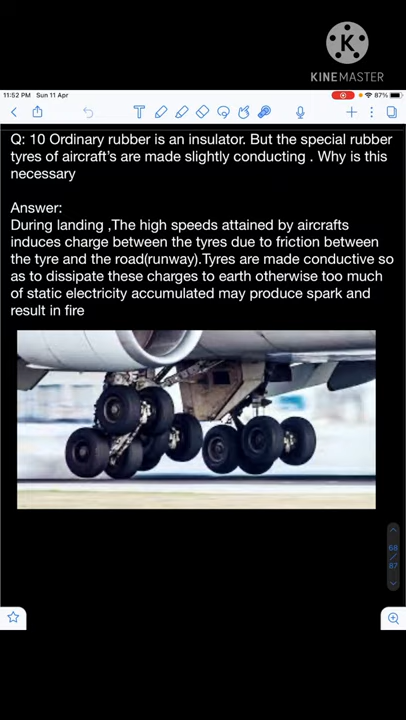 KINEMASTER
11:52 PM Sun 11 Apr
87%
Q: 10 Ordinary rubber is an insulator. But the special rubber
tyres of aircraft's are made slightly conducting . Why is this
necessary
Answer:
During landing ,The high speeds attained by aircrafts
induces charge between the tyres due to friction between
the tyre and the road(runway).Tyres are made conductive so
as to dissipate these charges to earth otherwise too much
of static electricity accumulated may produce spark and
result in fire
68
87